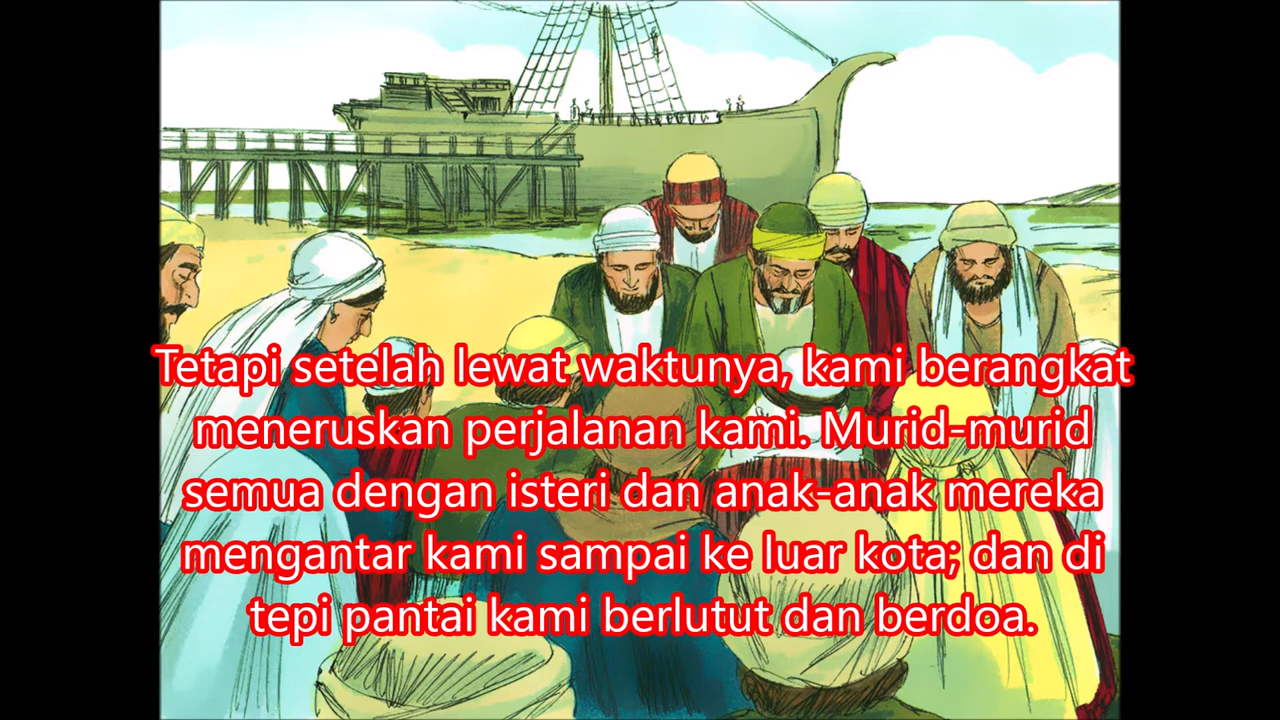 Tetapi setelah lewat waktunya, kami berangkat
meneruskan perjalanan kami. Murid-murid
semua dengan isteri dan anak-anak mereka
mengantar kami sampai ke luar kota; dan di
tepi pantai kami berlutut dan berdoa.